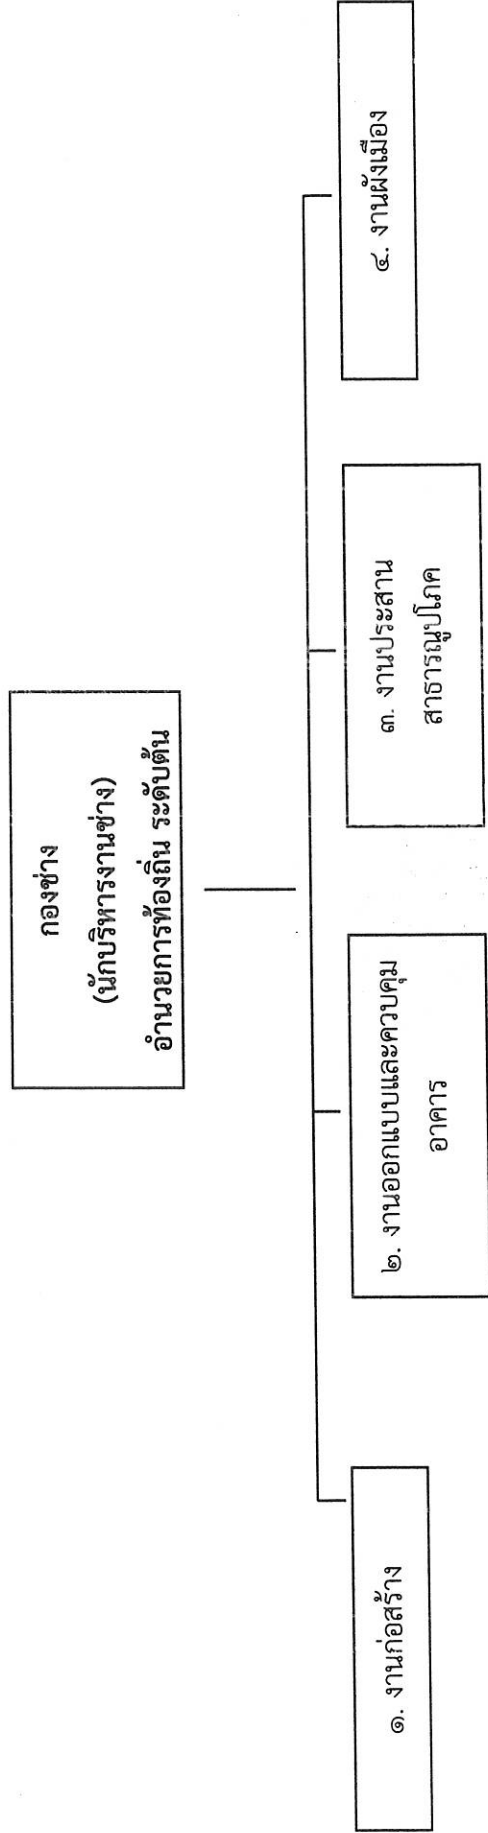 กองช่าง
(นักบริหารงานช่าง)
อำนวยการท้องถิ่น ระดับต้น
๑. งานก่อสร้าง
๒. งานออกแบบและควบคุม
อาคาร
๓. งานประสาน
สาธารณูปโภค
๔. งานผังเมือง